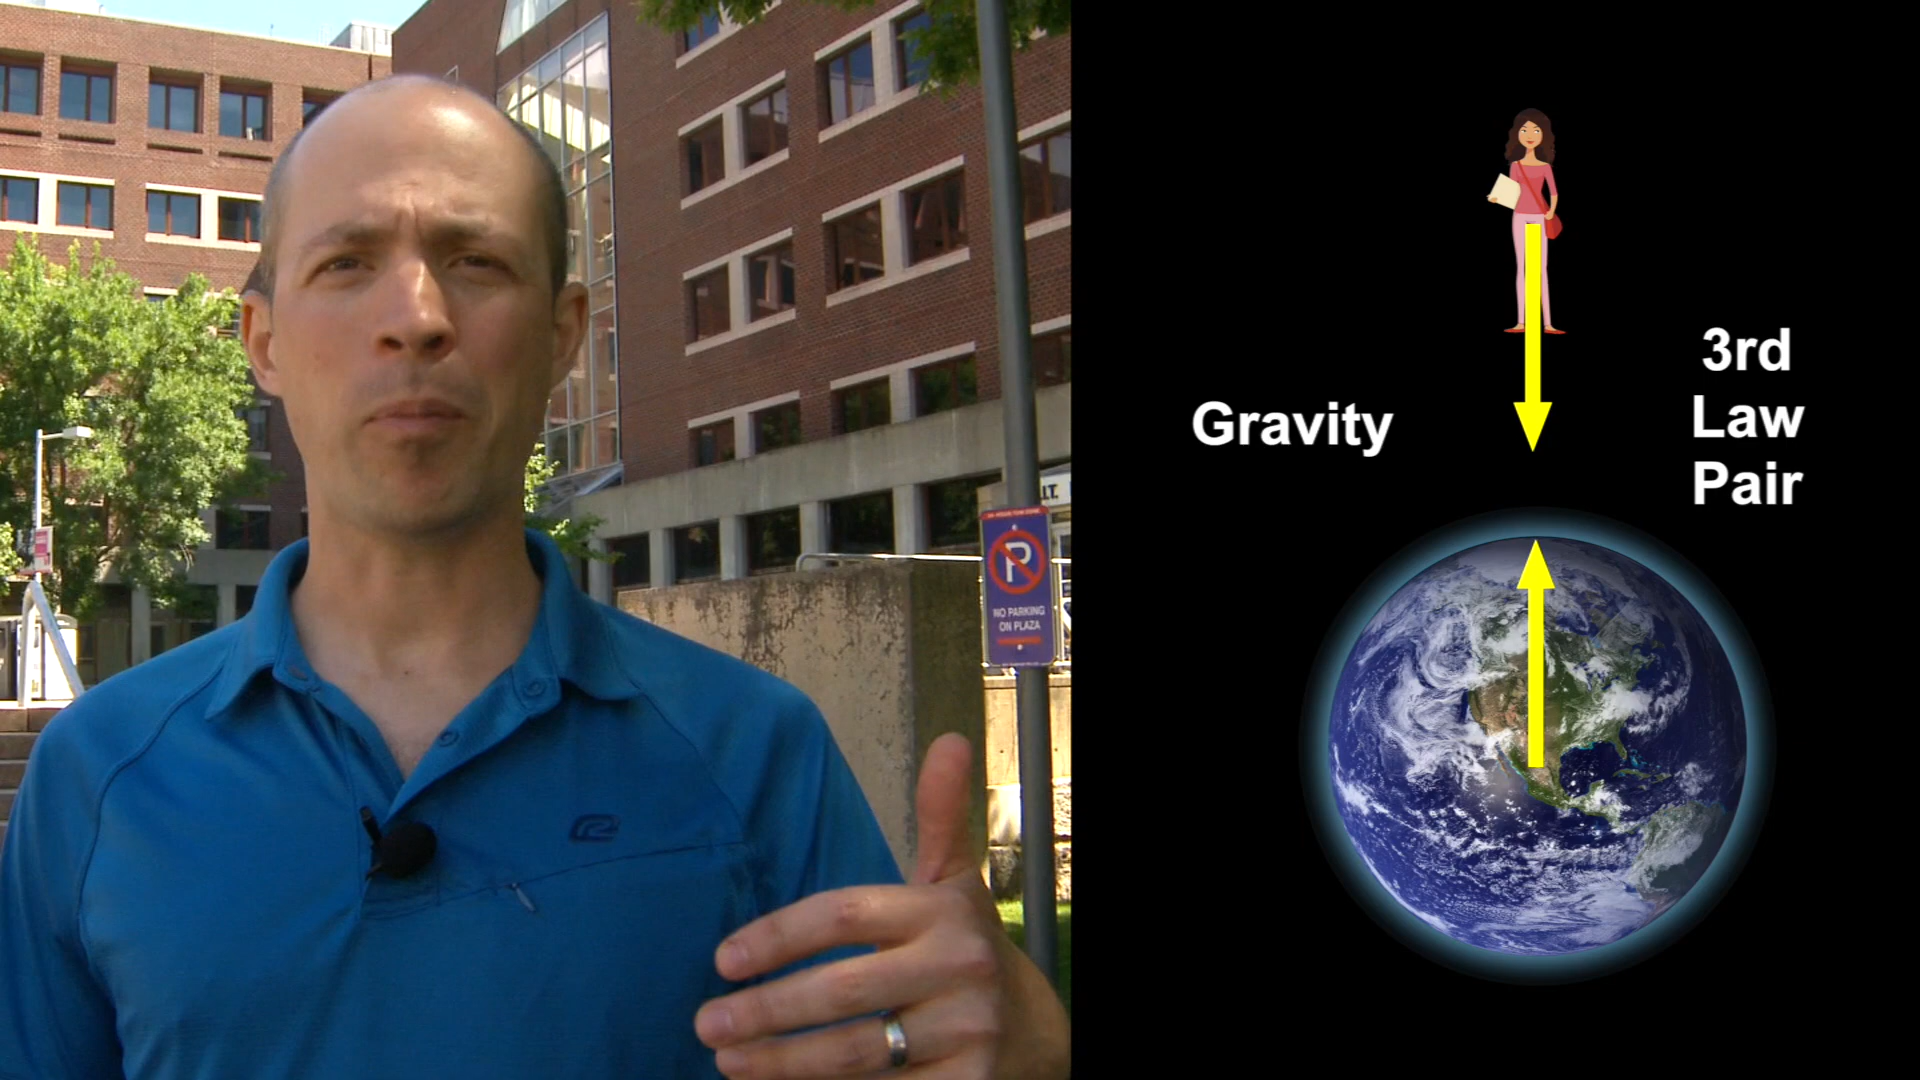 Gravity
3rd
Law
Pair
I.T.
NO PARKING
ON PLAZA